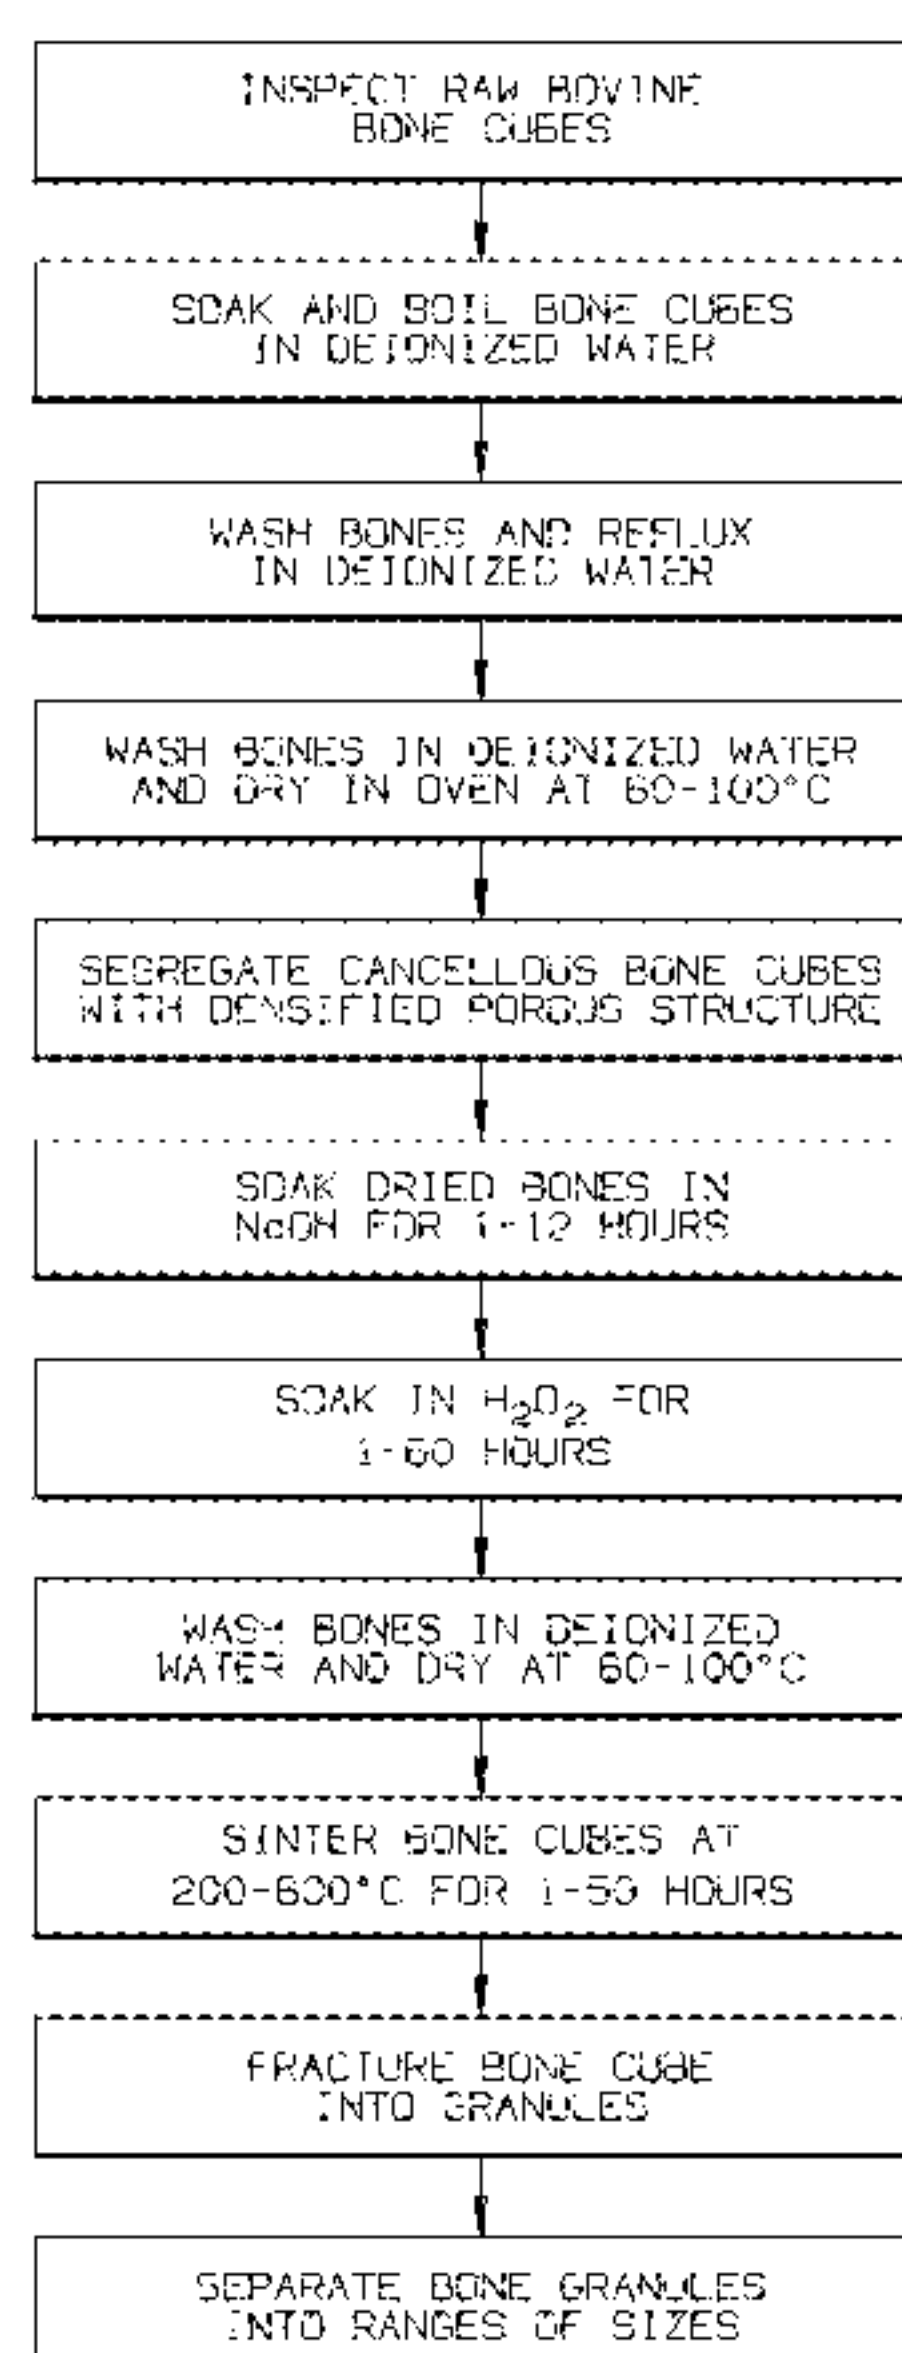 INSPECT RAW BOVINE
BONE CUBES
SOAK AND BOIL BONE CUBES
IN DEIONIZED WATER
WASH BONES AND REFLUX
IN DEIONIZED WATER
WASH BONES IN DEIONIZED WATER
AND DRY IN OVEN AT 60-100°C
SEGREGATE CANCELLOUS BONE CUBES
WITH DENSIFIED POROUS STRUCTURE
SOAK DRIED BONES IN
NaOH FOR 1-12 HOURS
SOAK IN H₂O₂ FOR
1-60 HOURS
WASH BONES IN DEIONIZED
WATER AND DRY AT 60-100°C
SINTER BONE CUBES AT
200-600°C FOR 1-50 HOURS
FRACTURE BONE CUBE
INTO GRANULES
SEPARATE BONE GRANULES
INTO RANGES OF SIZES